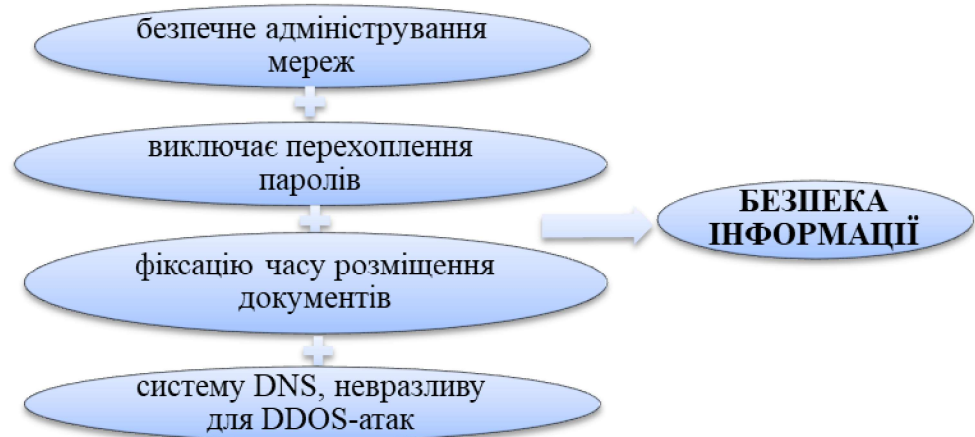 безпечне адміністрування
мереж
виключає перехоплення
паролів
фіксацію часу розміщення
документів
систему DNS, невразливу
для DDOS-атак
БЕЗПЕКА
ІНФОРМАЦІЇ